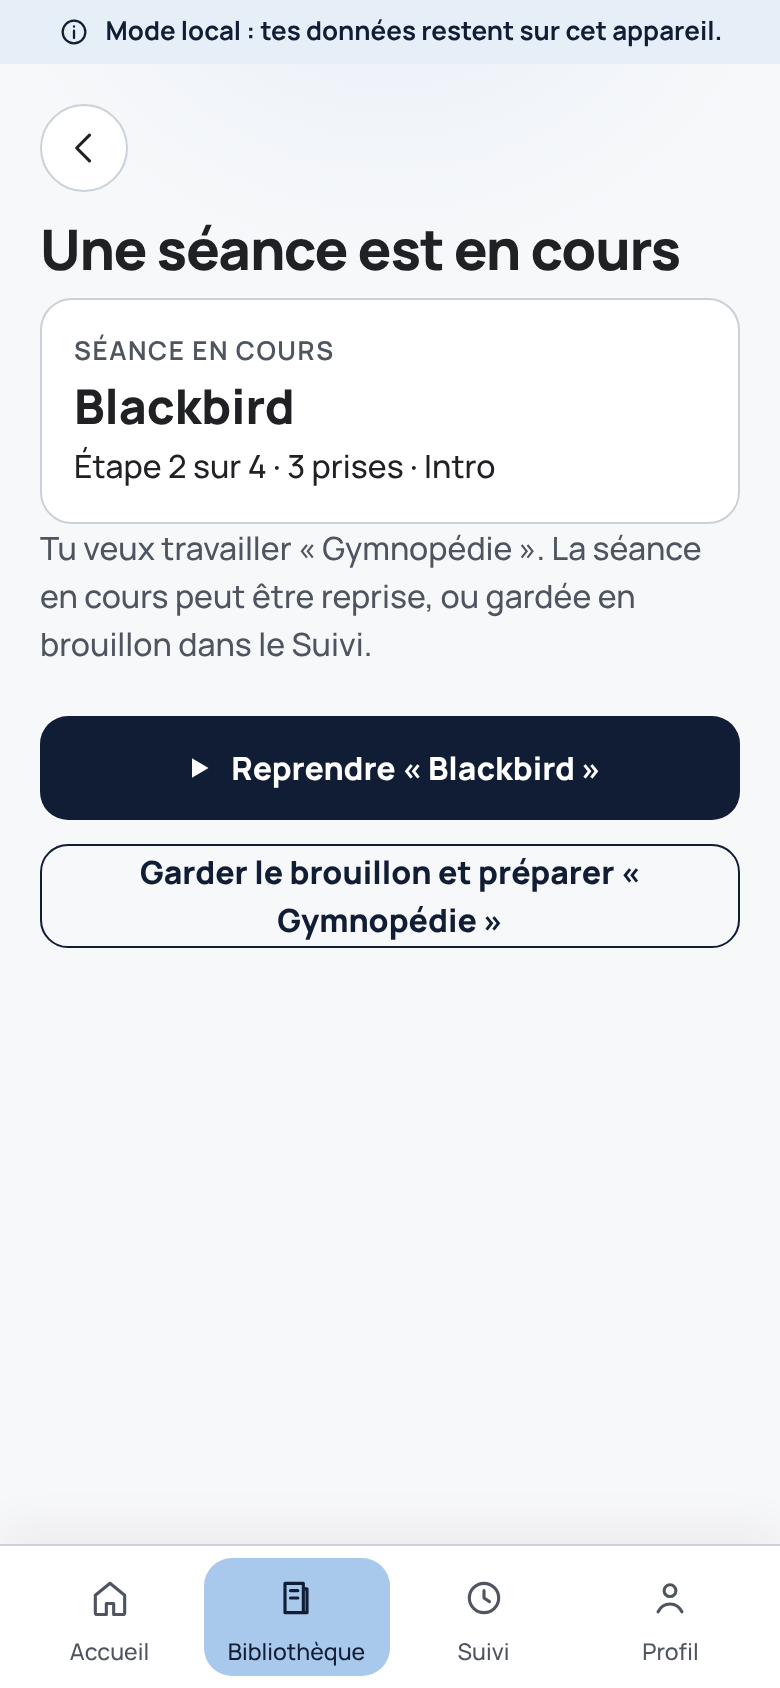 Mode local : tes données restent sur cet appareil.
Une séance est en cours
SÉANCE EN COURS
Blackbird
Étape 2 sur 4 · 3 prises · Intro
Tu veux travailler « Gymnopédie ». La séance
en cours peut être reprise, ou gardée en
brouillon dans le Suivi.
Reprendre « Blackbird »
Garder le brouillon et préparer «
Gymnopédie »
Accueil
Bibliothèque
Suivi
Profil